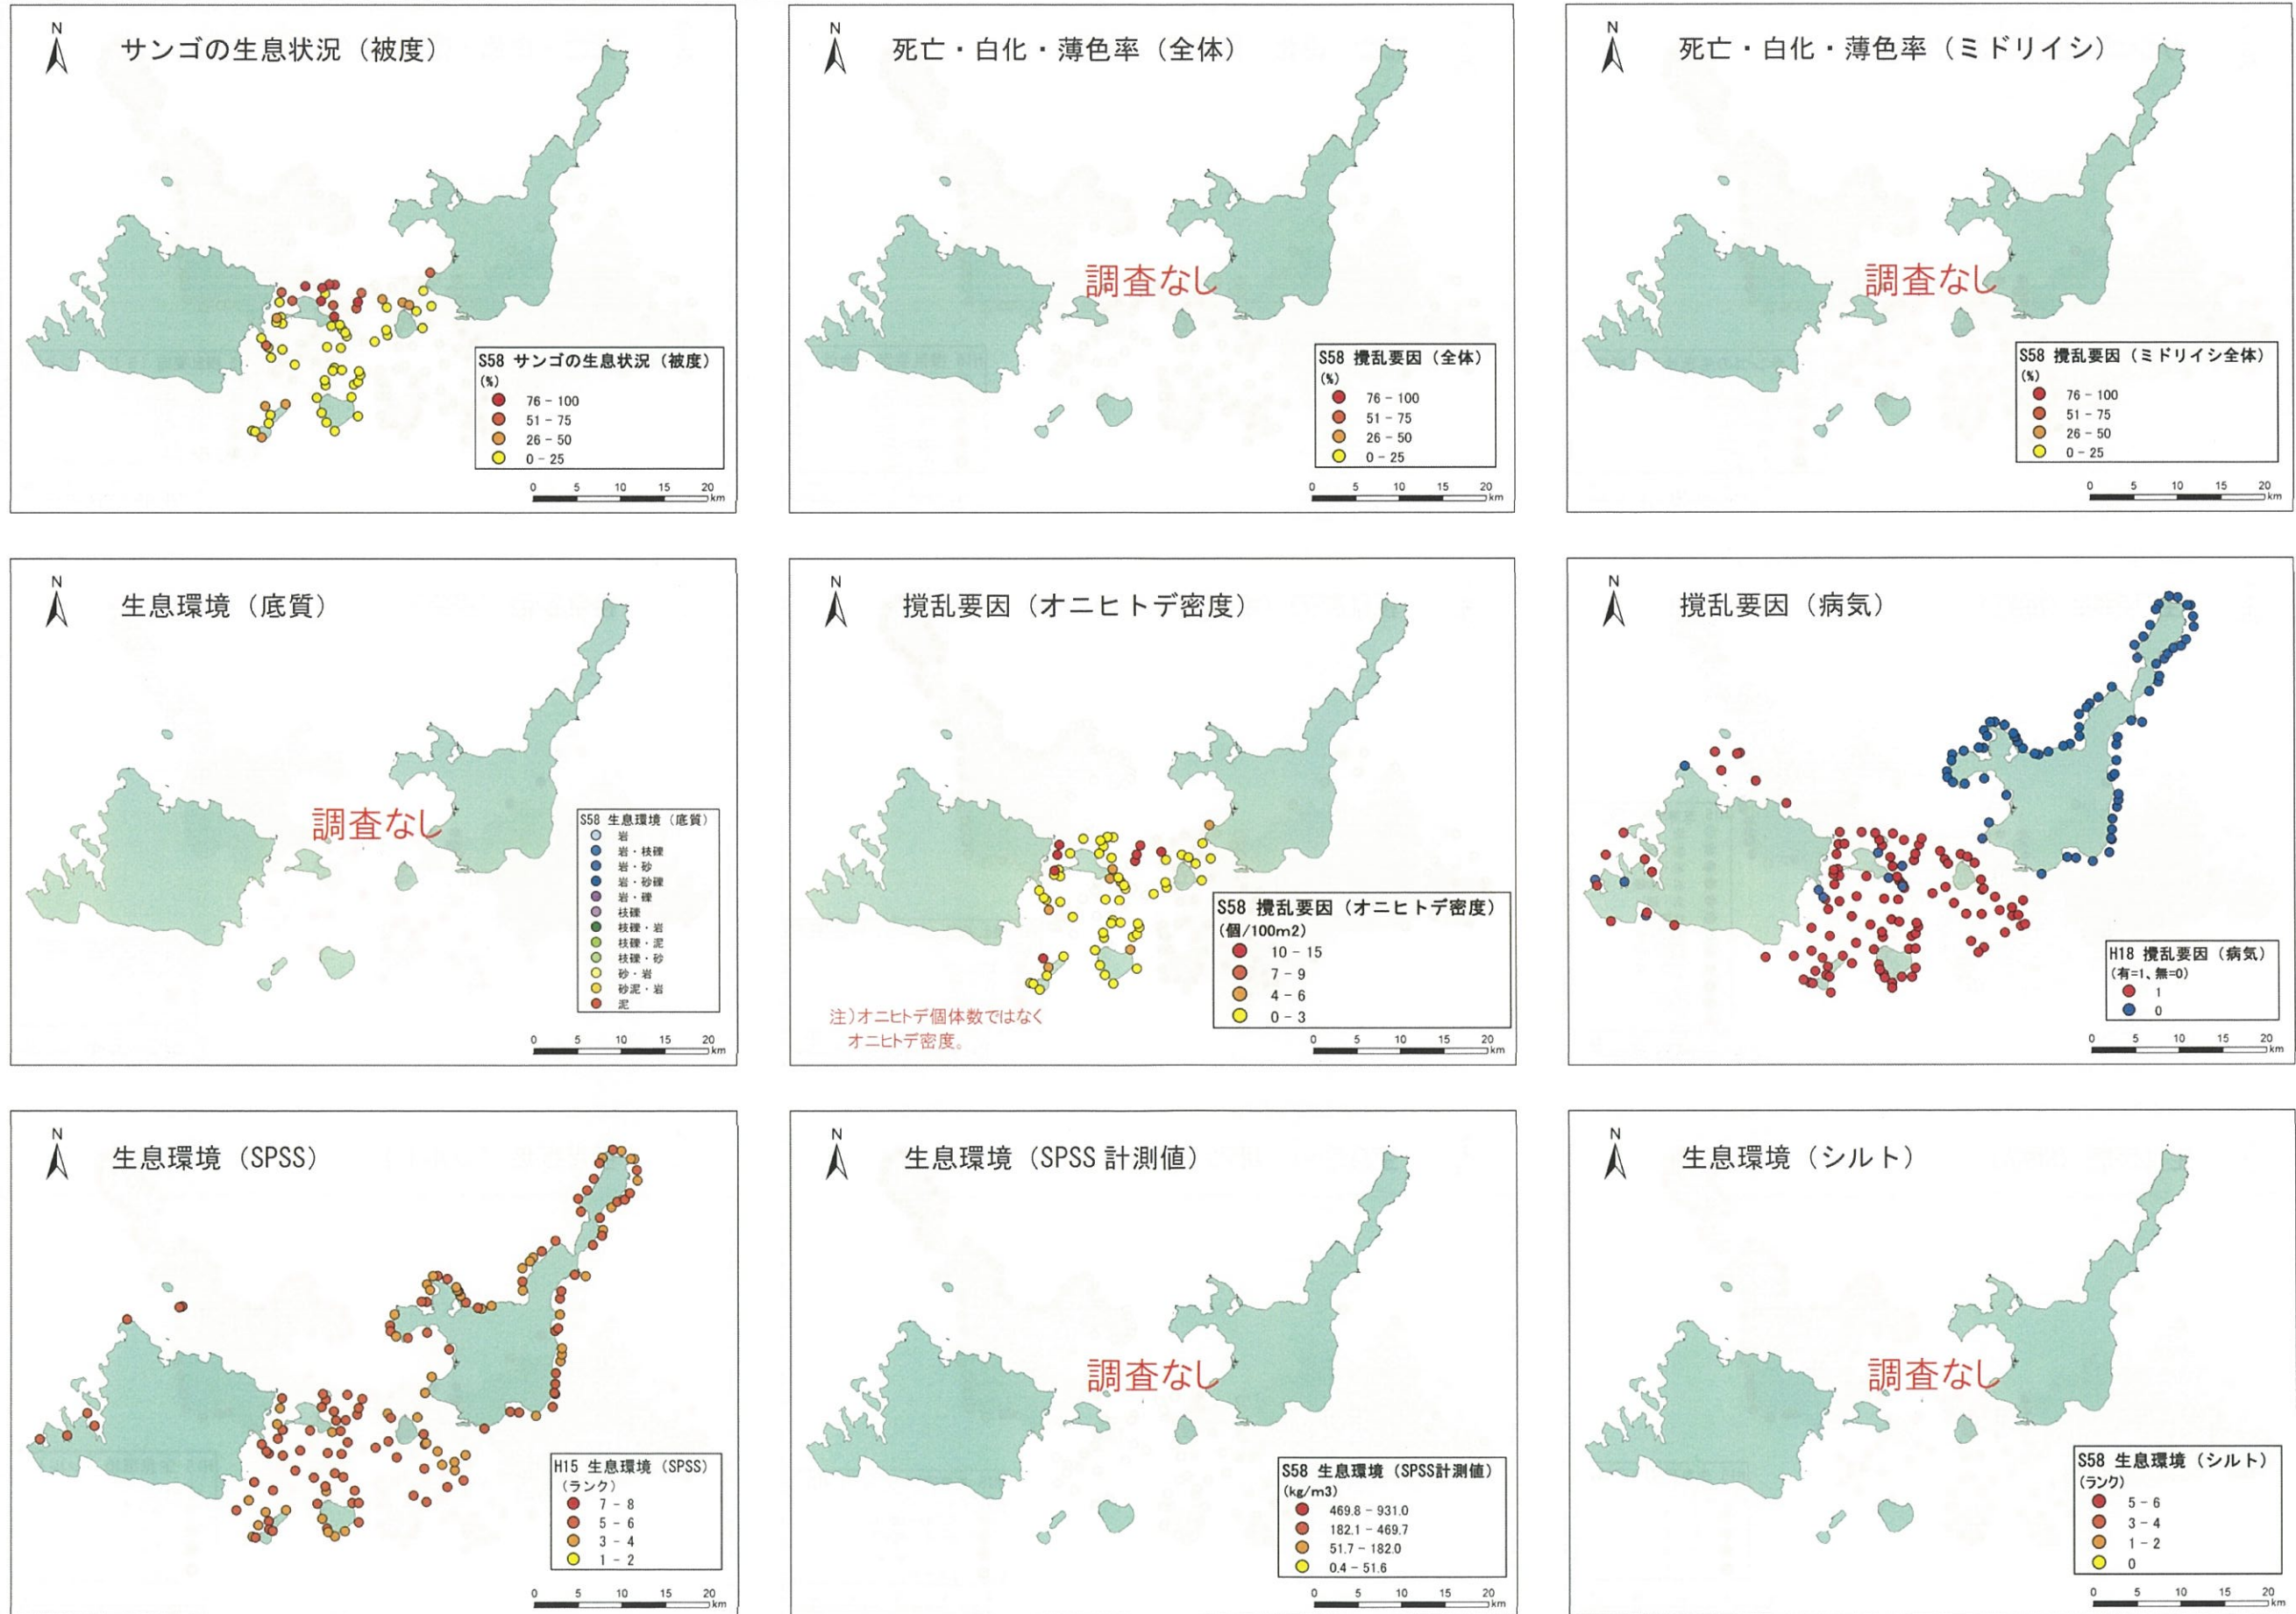 N
サンゴの生息状況（被度）
S58 サンゴの生息状況（被度）
(%)
76 - 100
51 - 75
26 - 50
0 - 25
0 5 10 15 20 km
N
死亡・白化・薄色率（全体）
調査なし
S58 攪乱要因（全体）
(%)
76 - 100
51 - 75
26 - 50
0 - 25
0 5 10 15 20 km
N
死亡・白化・薄色率（ミドリイシ）
調査なし
S58 攪乱要因（ミドリイシ全体）
(%)
76 - 100
51 - 75
26 - 50
0 - 25
0 5 10 15 20 km
N
生息環境（底質）
調査なし
S58 生息環境（底質）
岩
岩・枝礫
岩・砂
岩・砂礫
岩・礫
枝礫
枝礫・岩
枝礫・泥
枝礫・砂
砂・岩
砂泥・岩
泥
0 5 10 15 20 km
N
攪乱要因（オニヒトデ密度）
S58 攪乱要因（オニヒトデ密度）
(個/100m2)
10 - 15
7 - 9
4 - 6
0 - 3
注)オニヒトデ個体数ではなく
オニヒトデ密度。
0 5 10 15 20 km
N
攪乱要因（病気）
H18 攪乱要因（病気）
(有=1、無=0)
1
0
0 5 10 15 20 km
N
生息環境（SPSS）
H15 生息環境（SPSS）
(ランク)
7 - 8
5 - 6
3 - 4
1 - 2
0 5 10 15 20 km
N
生息環境（SPSS 計測値）
調査なし
S58 生息環境（SPSS計測値）
(kg/m3)
469.8 - 931.0
182.1 - 469.7
51.7 - 182.0
0.4 - 51.6
0 5 10 15 20 km
N
生息環境（シルト）
調査なし
S58 生息環境（シルト）
(ランク)
5 - 6
3 - 4
1 - 2
0
0 5 10 15 20 km